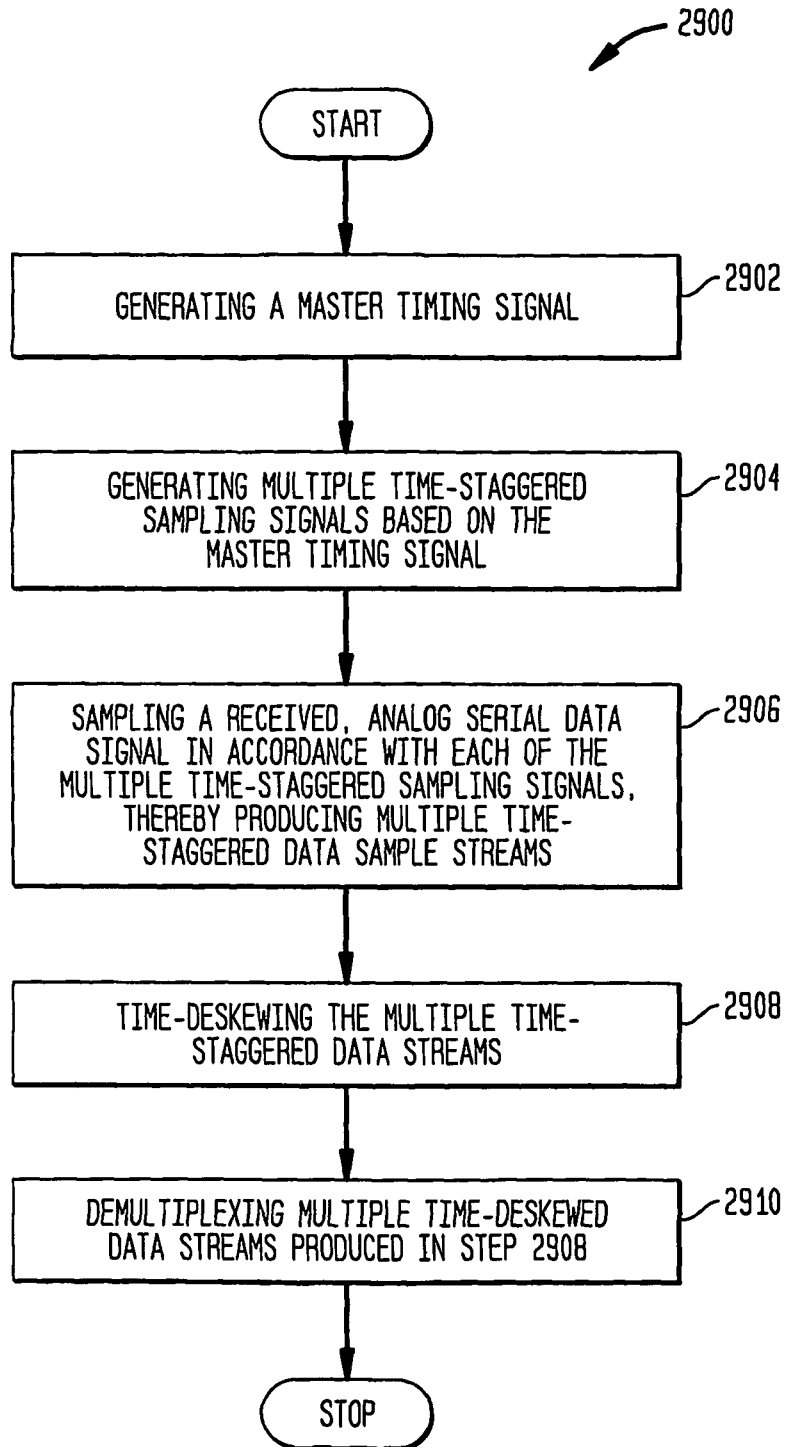 2900
START
GENERATING A MASTER TIMING SIGNAL
2902
GENERATING MULTIPLE TIME-STAGGERED
SAMPLING SIGNALS BASED ON THE
MASTER TIMING SIGNAL
2904
SAMPLING A RECEIVED, ANALOG SERIAL DATA
SIGNAL IN ACCORDANCE WITH EACH OF THE
MULTIPLE TIME-STAGGERED SAMPLING SIGNALS,
THEREBY PRODUCING MULTIPLE TIME-
STAGGERED DATA SAMPLE STREAMS
2906
TIME-DESKEWING THE MULTIPLE TIME-
STAGGERED DATA STREAMS
2908
DEMULTIPLEXING MULTIPLE TIME-DESKEWED
DATA STREAMS PRODUCED IN STEP 2908
2910
STOP